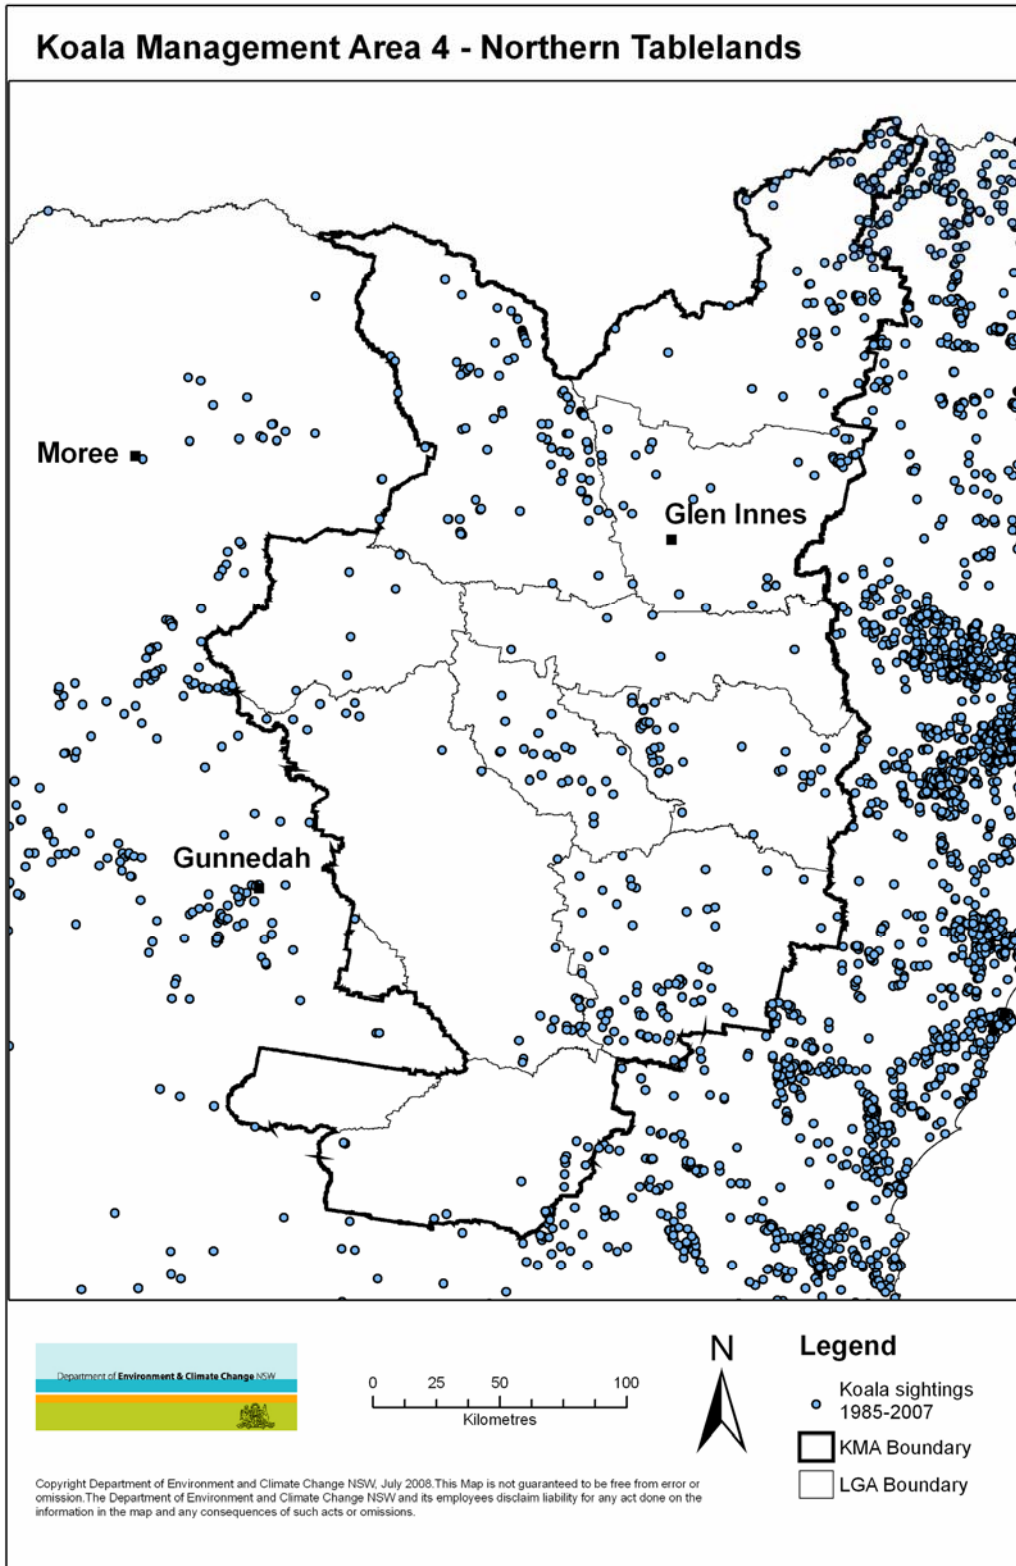 Koala Management Area 4 - Northern Tablelands
Moree
Glen Innes
Gunnedah
Department of Environment & Climate Change NSW
0 25 50 100
Kilometres
N
Legend
Koala sightings
1985-2007
KMA Boundary
LGA Boundary
Copyright Department of Environment and Climate Change NSW, July 2008.This Map is not guaranteed to be free from error or
omission.The Department of Environment and Climate Change NSW and its employees disclaim liability for any act done on the
information in the map and any consequences of such acts or omissions.